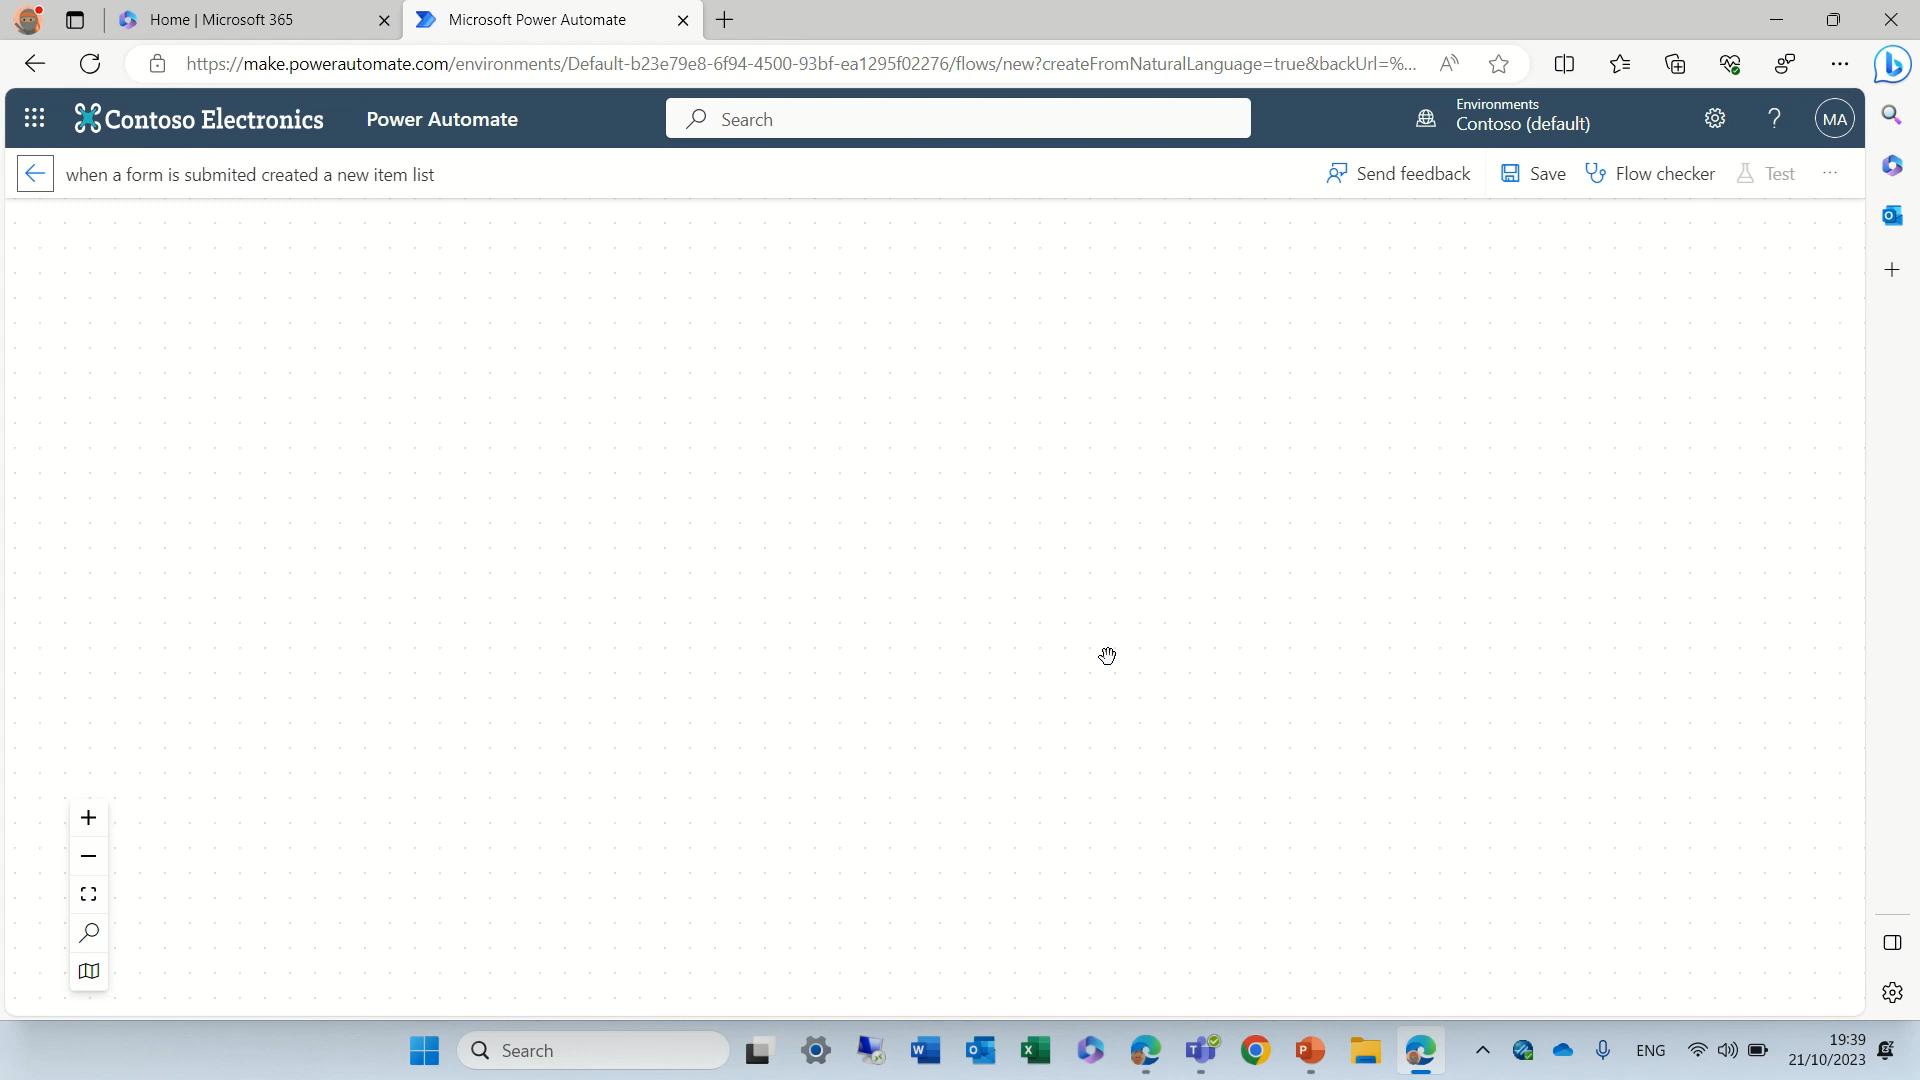 Home | Microsoft 365
Microsoft Power Automate
https://make.powerautomate.com/environments/Default-b23e79e8-6f94-4500-93bf-ea1295f02276/flows/new?createFromNaturalLanguage=true&backUrl=%...
Contoso Electronics
Power Automate
Search
Environments
Contoso (default)
MA
when a form is submited created a new item list
Send feedback
Save
Flow checker
Test
Search
ENG
19:39
21/10/2023